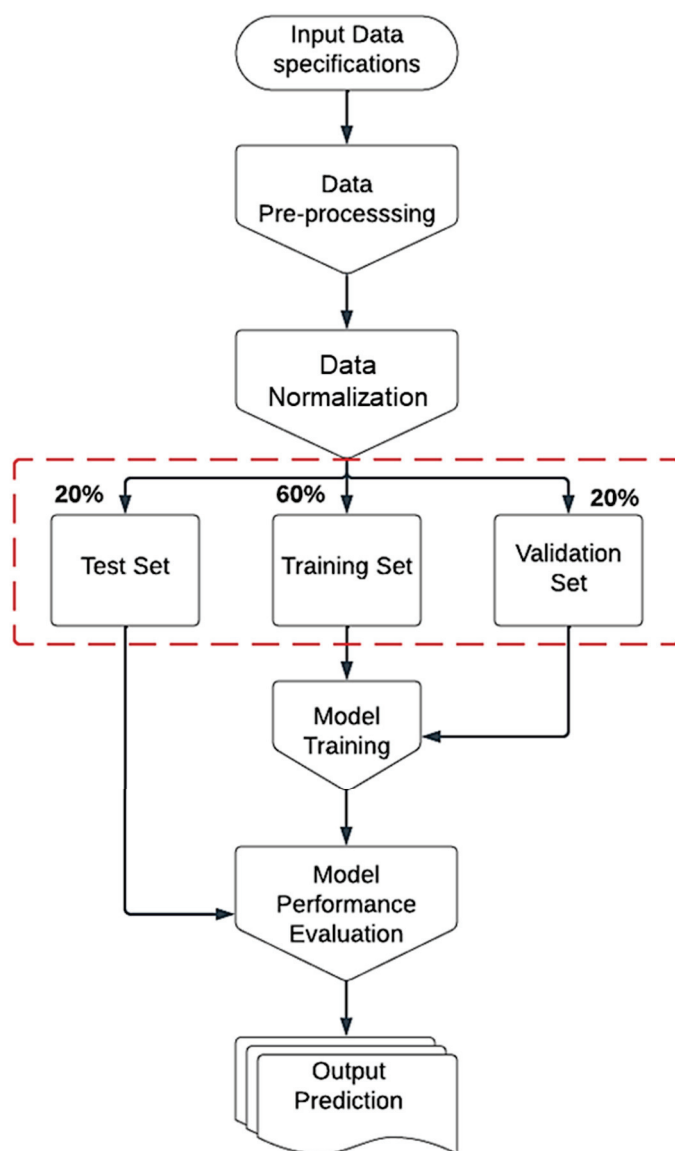 Input Data
specifications
Data
Pre-processsing
Data
Normalization
20%
60%
20%
Test Set
Training Set
Validation
Set
Model
Training
Model
Performance
Evaluation
Output
Prediction